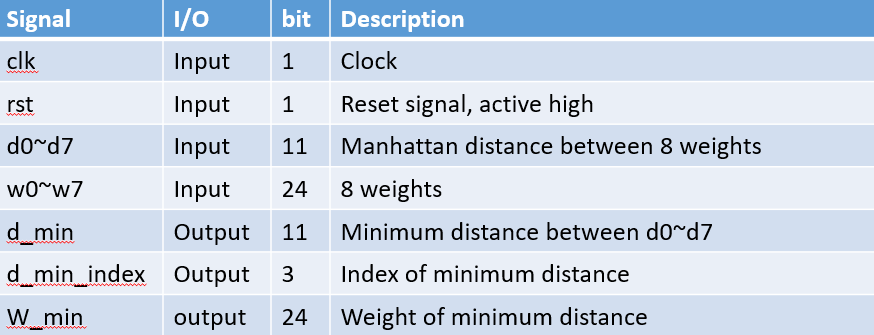 Signal I/O bit Description
clk Input 1 Clock
rst Input 1 Reset signal, active high
d0~d7 Input 11 Manhattan distance between 8 weights
w0~w7 Input 24 8 weights
d_min Output 11 Minimum distance between d0~d7
d_min_index Output 3 Index of minimum distance
W_min output 24 Weight of minimum distance